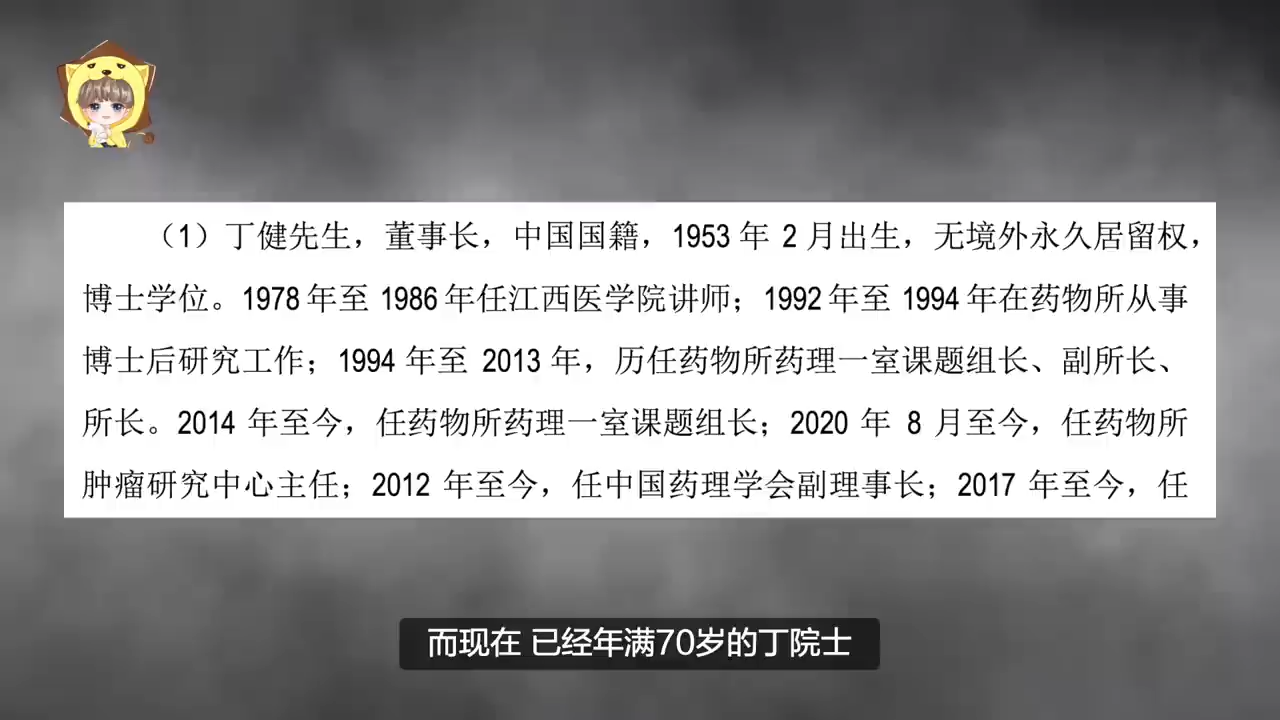 （1）丁健先生，董事长，中国国籍，1953 年 2 月出生，无境外永久居留权，
博士学位。1978 年至 1986 年任江西医学院讲师；1992 年至 1994 年在药物所从事
博士后研究工作；1994 年至 2013 年，历任药物所药理一室课题组长、副所长、
所长。2014 年至今，任药物所药理一室课题组长；2020 年 8 月至今，任药物所
肿瘤研究中心主任；2012 年至今，任中国药理学会副理事长；2017 年至今，任
而现在 已经年满70岁的丁院士